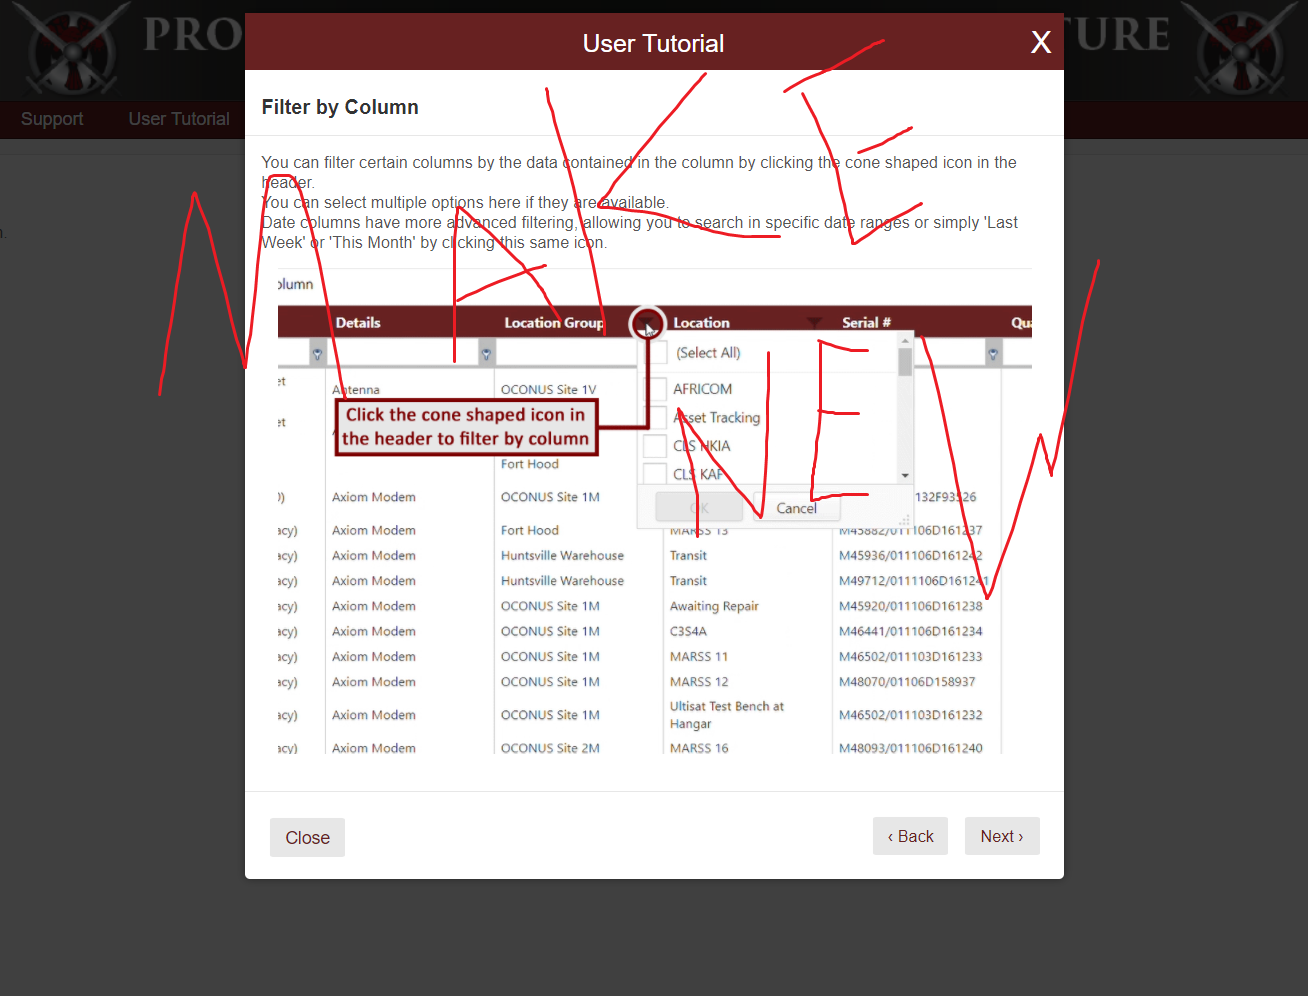 PRO
TURE
Support
User Tutorial
User Tutorial
X
Filter by Column
You can filter certain columns by the data contained in the column by clicking the cone shaped icon in the
header.
You can select multiple options here if they are available.
Date columns have more advanced filtering, allowing you to search in specific date ranges or simply 'Last
Week' or 'This Month' by clicking this same icon.
MAKE
NEW
olumn
Details Location Group Location Serial # Qua
(Select All)
et Antenna OCONUS Site 1V AFRICOM
et Asset Tracking
Click the cone shaped icon in
the header to filter by column
CLS HKIA
Fort Hood CLS KAF
OK Cancel
) Axiom Modem OCONUS Site 1M 132F93526
acy) Axiom Modem Fort Hood MARSS 13 M45882/011106D161237
acy) Axiom Modem Huntsville Warehouse Transit M45936/011106D161242
acy) Axiom Modem Huntsville Warehouse Transit M49712/0111106D161241
acy) Axiom Modem OCONUS Site 1M Awaiting Repair M45920/011106D161238
acy) Axiom Modem OCONUS Site 1M C3S4A M46441/011106D161234
acy) Axiom Modem OCONUS Site 1M MARSS 11 M46502/011103D161233
acy) Axiom Modem OCONUS Site 1M MARSS 12 M48070/01106D158937
acy) Axiom Modem OCONUS Site 1M Ultisat Test Bench at
Hangar M46502/011103D161232
acy) Axiom Modem OCONUS Site 2M MARSS 16 M48093/011106D161240
Close
‹ Back
Next ›